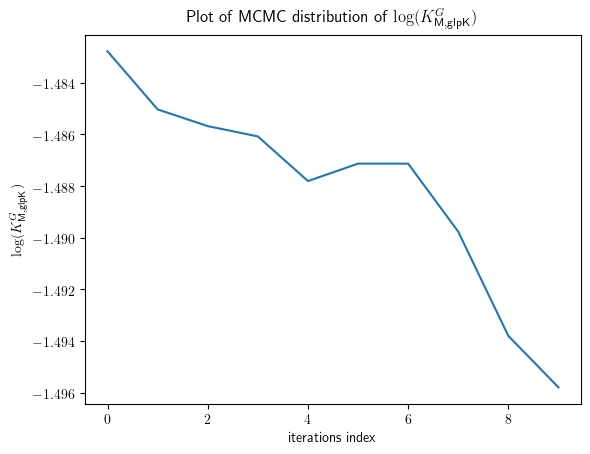 Plot of MCMC distribution of log(K^G_M,glpK)
−1.484
−1.486
−1.488
−1.490
−1.492
−1.494
−1.496
log(K^G_M,glpK)
0 2 4 6 8
iterations index